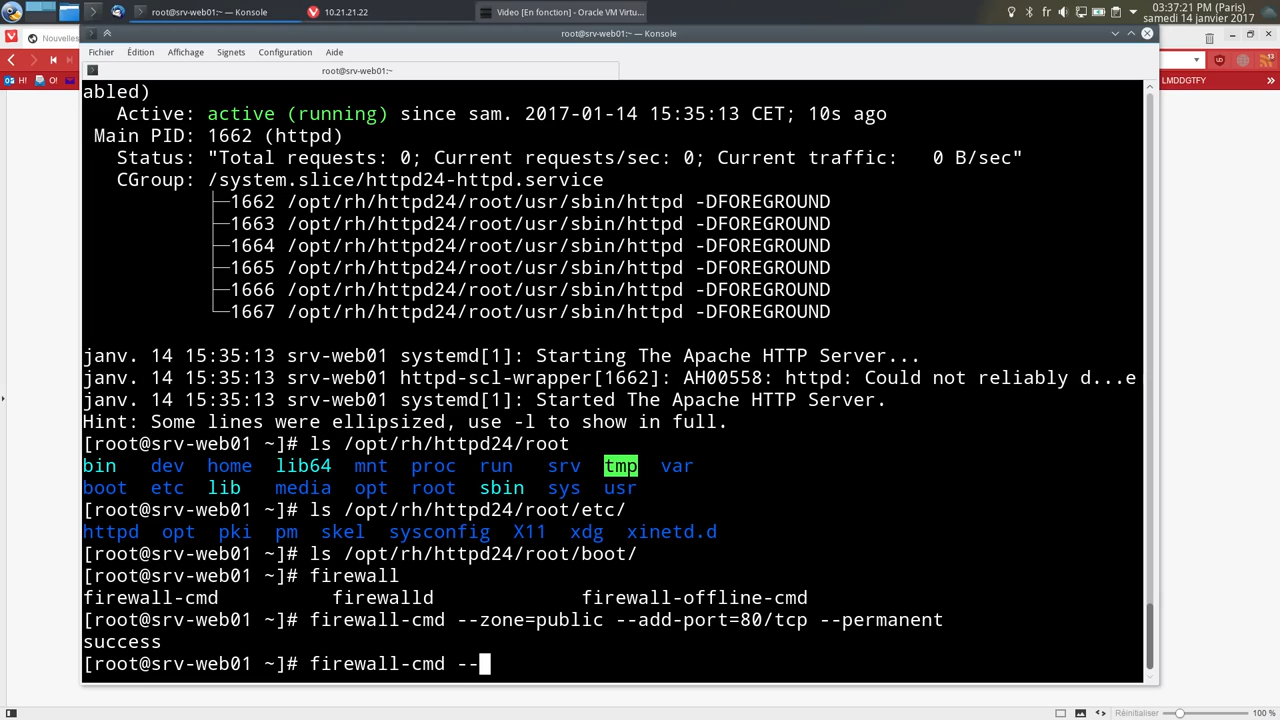 root@srv-web01:~ — Konsole
10.21.21.22
Video [En fonction] - Oracle VM Virtu...
fr
03:37:21 PM (Paris)
samedi 14 janvier 2017
root@srv-web01:~ — Konsole
Nouvelles
Fichier Édition Affichage Signets Configuration Aide
H! O!
LMDDGTFY
root@srv-web01:~
abled)
Active: active (running) since sam. 2017-01-14 15:35:13 CET; 10s ago
Main PID: 1662 (httpd)
Status: "Total requests: 0; Current requests/sec: 0; Current traffic:   0 B/sec"
CGroup: /system.slice/httpd24-httpd.service
├─1662 /opt/rh/httpd24/root/usr/sbin/httpd -DFOREGROUND
├─1663 /opt/rh/httpd24/root/usr/sbin/httpd -DFOREGROUND
├─1664 /opt/rh/httpd24/root/usr/sbin/httpd -DFOREGROUND
├─1665 /opt/rh/httpd24/root/usr/sbin/httpd -DFOREGROUND
├─1666 /opt/rh/httpd24/root/usr/sbin/httpd -DFOREGROUND
└─1667 /opt/rh/httpd24/root/usr/sbin/httpd -DFOREGROUND
janv. 14 15:35:13 srv-web01 systemd[1]: Starting The Apache HTTP Server...
janv. 14 15:35:13 srv-web01 httpd-scl-wrapper[1662]: AH00558: httpd: Could not reliably d...e
janv. 14 15:35:13 srv-web01 systemd[1]: Started The Apache HTTP Server.
Hint: Some lines were ellipsized, use -l to show in full.
[root@srv-web01 ~]# ls /opt/rh/httpd24/root
bin dev home lib64 mnt proc run srv tmp var
boot etc lib media opt root sbin sys usr
[root@srv-web01 ~]# ls /opt/rh/httpd24/root/etc/
httpd opt pki pm skel sysconfig X11 xdg xinetd.d
[root@srv-web01 ~]# ls /opt/rh/httpd24/root/boot/
[root@srv-web01 ~]# firewall
firewall-cmd firewalld firewall-offline-cmd
[root@srv-web01 ~]# firewall-cmd --zone=public --add-port=80/tcp --permanent
success
[root@srv-web01 ~]# firewall-cmd --
Réinitialiser
100 %